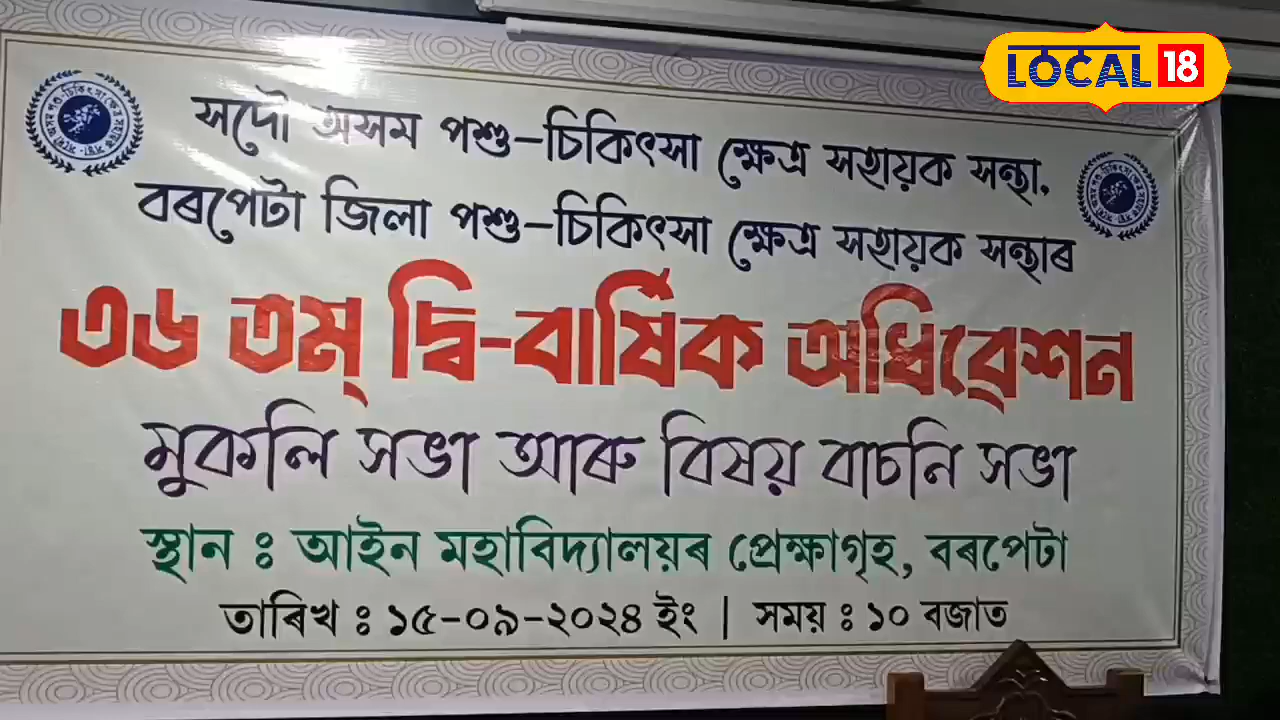 LOCAL 18
সদৌ অসম পশু-চিকিৎসা ক্ষেত্ৰ সহায়ক সন্থা,
বৰপেটা জিলা পশু-চিকিৎসা ক্ষেত্ৰ সহায়ক সন্থাৰ
৩৬ তম্ দ্বি-বার্ষিক অধিবেশন
মুকলি সভা আৰু বিষয় বাচনি সভা
স্থান ঃ আইন মহাবিদ্যালয়ৰ প্ৰেক্ষাগৃহ, বৰপেটা
তাৰিখ ঃ ১৫-০৯-২০২৪ ইং | সময় ঃ ১০ বজাত